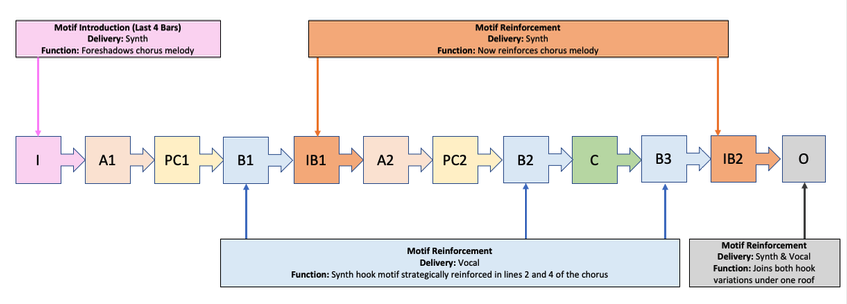 Motif Introduction (Last 4 Bars)
Delivery: Synth
Function: Foreshadows chorus melody
Motif Reinforcement
Delivery: Synth
Function: Now reinforces chorus melody
I
A1
PC1
B1
IB1
A2
PC2
B2
C
B3
IB2
O
Motif Reinforcement
Delivery: Vocal
Function: Synth hook motif strategically reinforced in lines 2 and 4 of the chorus
Motif Reinforcement
Delivery: Synth & Vocal
Function: Joins both hook
variations under one roof